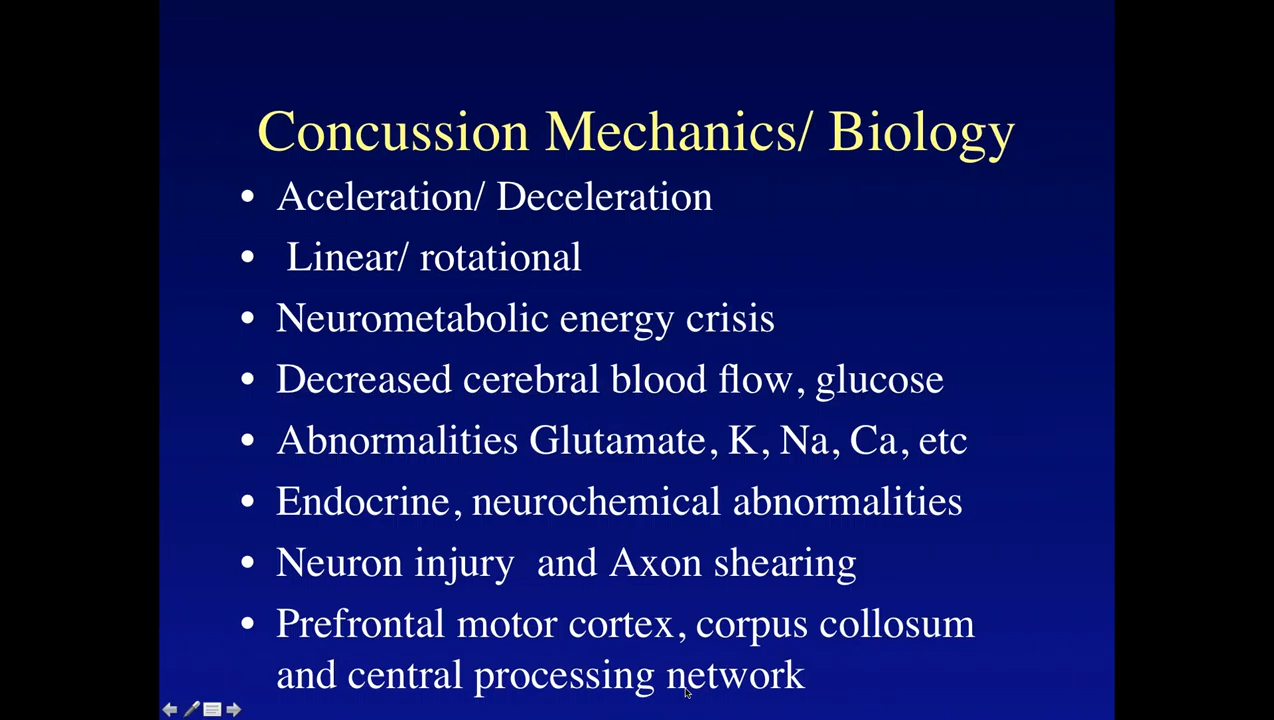 Concussion Mechanics/ Biology
• Aceleration/ Deceleration
• Linear/ rotational
• Neurometabolic energy crisis
• Decreased cerebral blood flow, glucose
• Abnormalities Glutamate, K, Na, Ca, etc
• Endocrine, neurochemical abnormalities
• Neuron injury  and Axon shearing
• Prefrontal motor cortex, corpus collosum
and central processing network